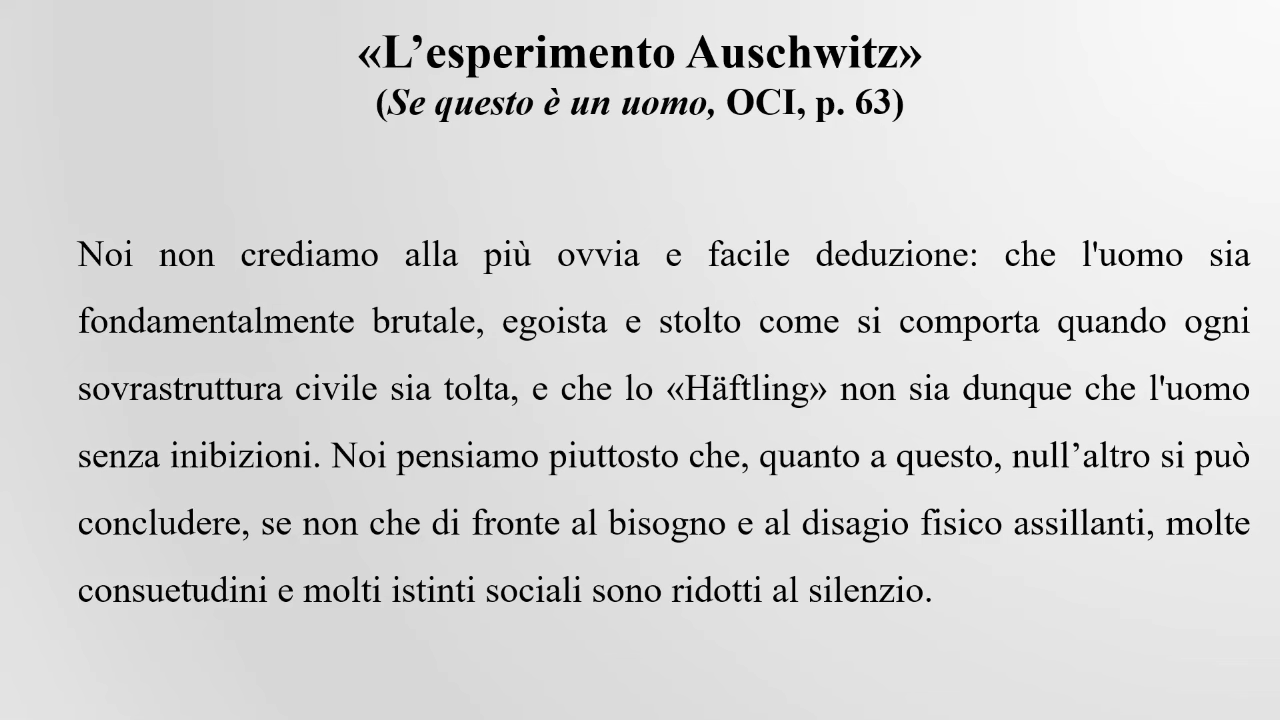 «L’esperimento Auschwitz»
(Se questo è un uomo, OCI, p. 63)
Noi non crediamo alla più ovvia e facile deduzione: che l'uomo sia
fondamentalmente brutale, egoista e stolto come si comporta quando ogni
sovrastruttura civile sia tolta, e che lo «Häftling» non sia dunque che l'uomo
senza inibizioni. Noi pensiamo piuttosto che, quanto a questo, null’altro si può
concludere, se non che di fronte al bisogno e al disagio fisico assillanti, molte
consuetudini e molti istinti sociali sono ridotti al silenzio.